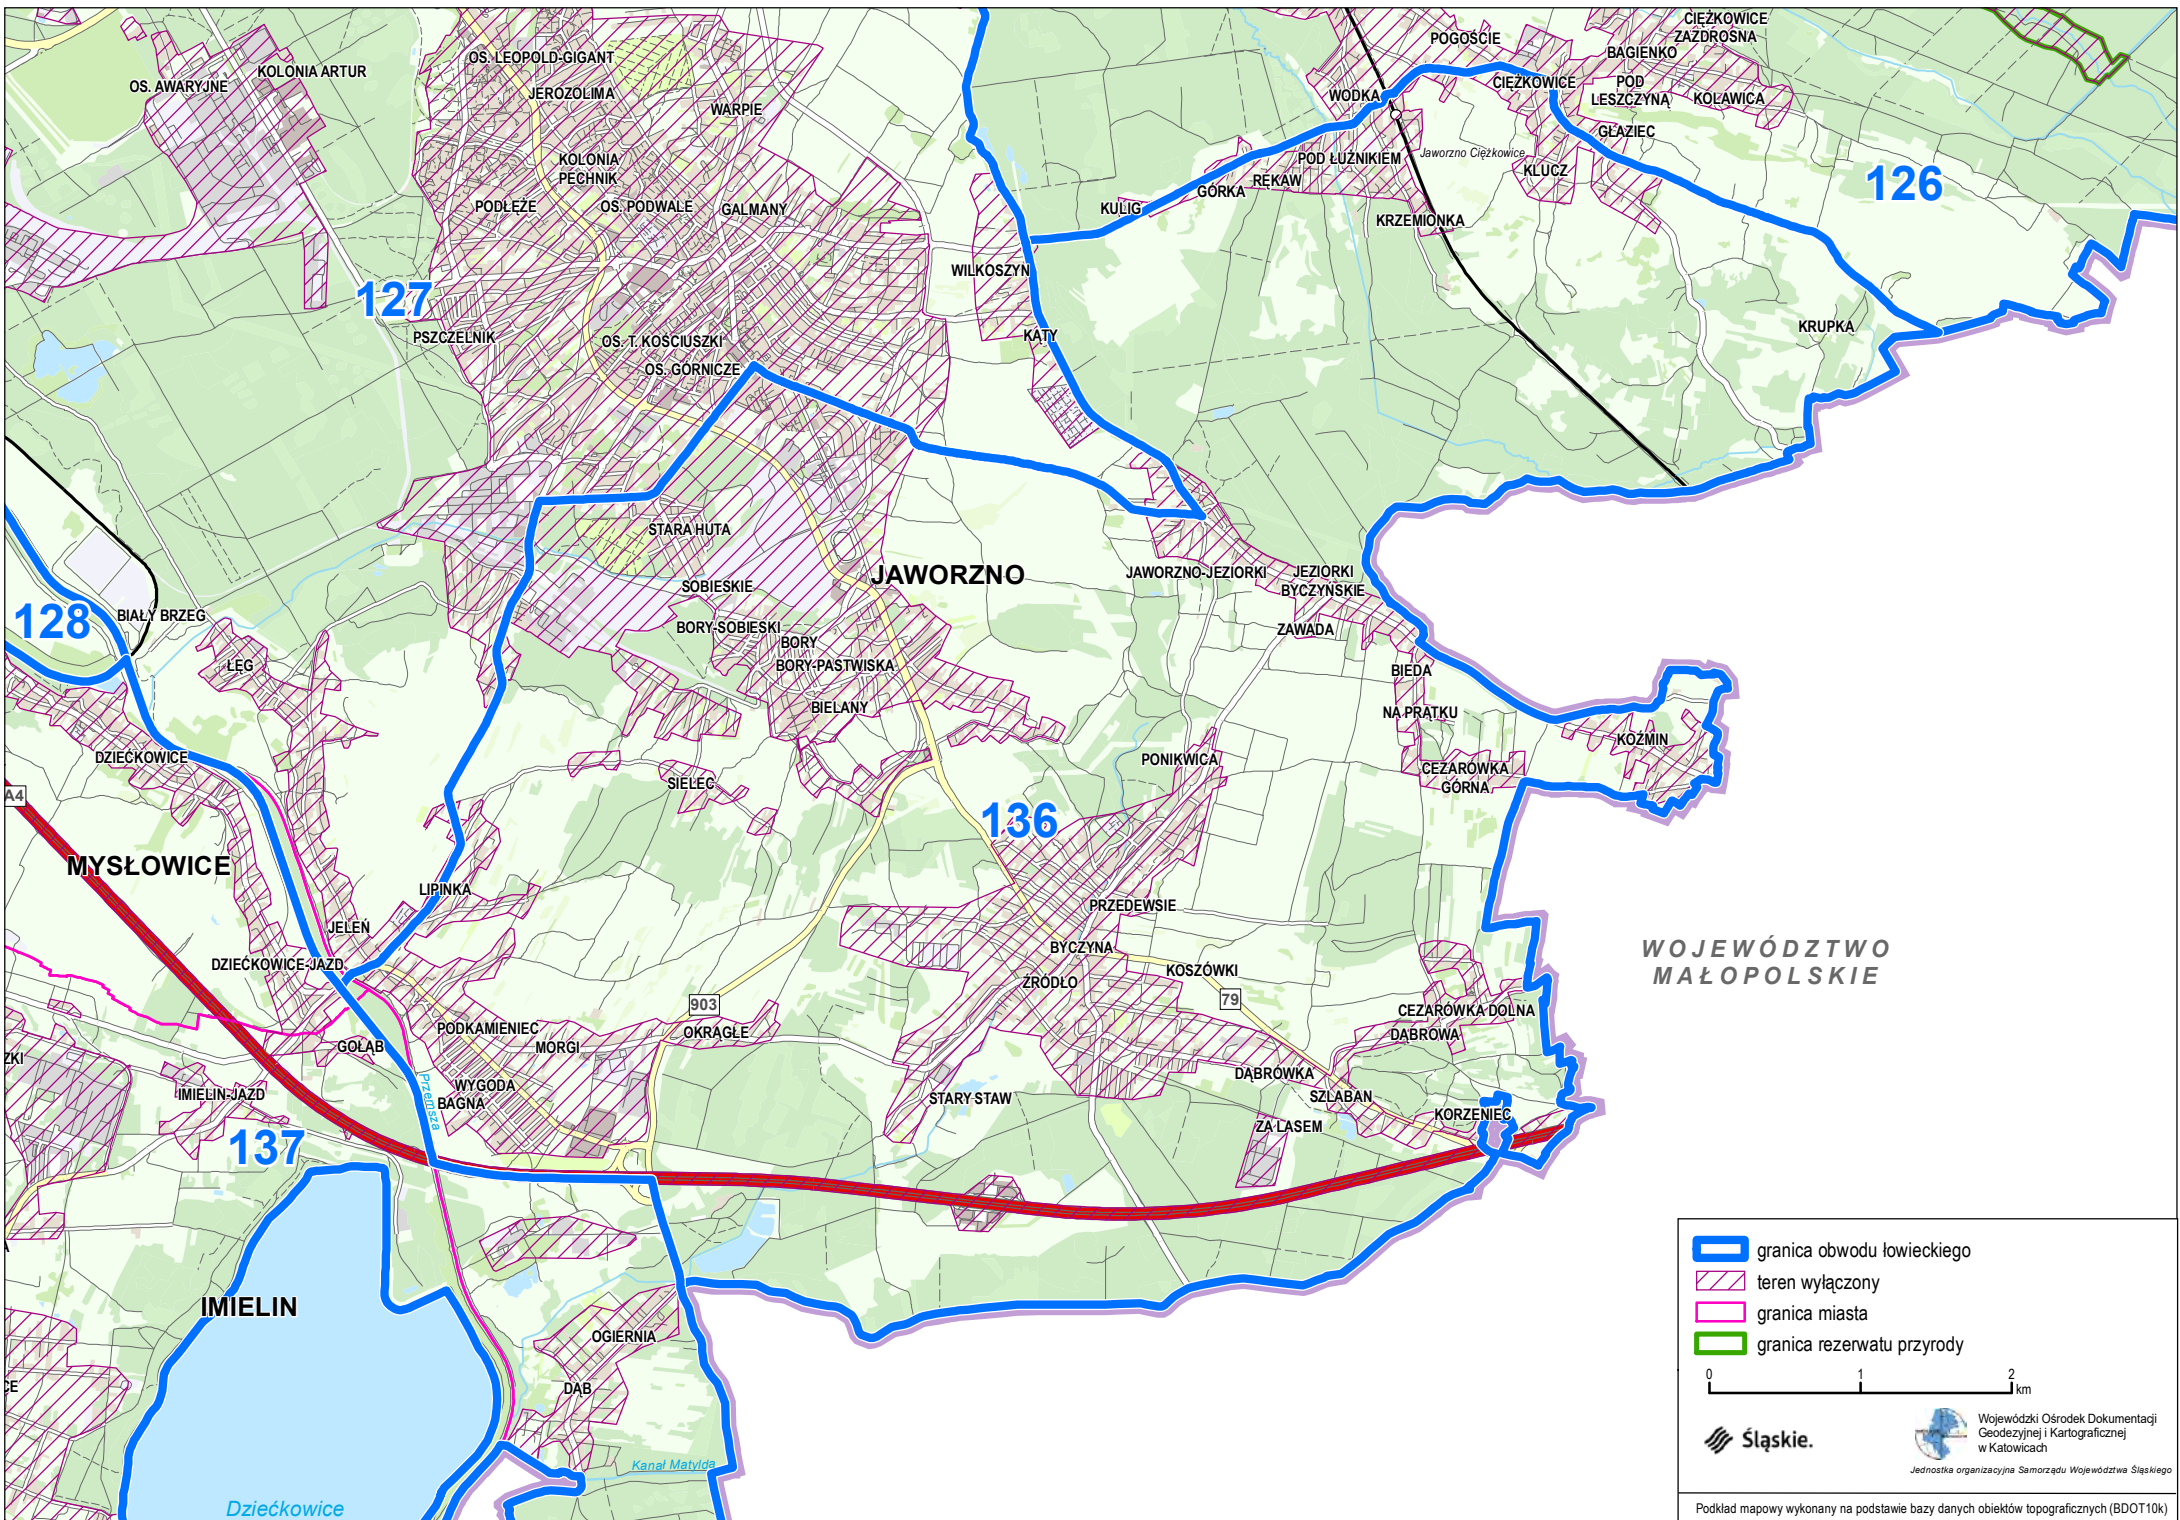 CIĘŻKOWICE
ZAZDROSNA
POGOŚCIE
BAGIENKO
OS. LEOPOLD-GIGANT
KOLONIA ARTUR
OS. AWARYJNE
JEROZOLIMA
WARPIE
WODKA
CIĘŻKOWICE
POD
LESZCZYNĄ
KOLAWICA
GŁAZIEC
KOLONIA
PECHNIK
POD ŁUŻNIKIEM
Jaworzno Ciężkowice
KLUCZ
126
RĘKAW
GÓRKA
PODŁĘŻE
OS. PODWALE
GALMANY
KULIG
KRZEMIONKA
WILKOSZYN
127
PSZCZELNIK
OS. T. KOŚCIUSZKI
OS. GÓRNICZE
KĄTY
KRUPKA
STARA HUTA
JAWORZNO
JAWORZNO-JEZIORKI
JEZIORKI
BYCZYŃSKIE
SOBIESKIE
128
BIAŁY BRZEG
BORY-SOBIESKI
BORY
ZAWADA
ŁĘG
BORY-PASTWISKA
BIEDA
BIELANY
NA PRĄTKU
KOŹMIN
DZIEĆKOWICE
PONIKWICA
CEZARÓWKA
GÓRNA
SIELEC
A4
136
MYSŁOWICE
LIPINKA
PRZEDEWSIE
JELEŃ
BYCZYNA
WOJEWÓDZTWO
MAŁOPOLSKIE
DZIEĆKOWICE-JAZD
KOSZÓWKI
ŹRÓDŁO
903
79
CEZARÓWKA DOLNA
DĄBROWA
PODKAMIENIEC
MORGI
OKRĄGLE
GOŁĄB
ZKI
Przemsza
WYGODA
BAGNA
IMIELIN-JAZD
STARY STAW
DĄBRÓWKA
SZLABAN
KORZENIEC
ZA LASEM
137
A
IMIELIN
OGIERNIA
DĄB
CE
Kanał Matylda
Dziećkowice
granica obwodu łowieckiego
teren wyłączony
granica miasta
granica rezerwatu przyrody
0 1 2
km
Śląskie.
Wojewódzki Ośrodek Dokumentacji
Geodezyjnej i Kartograficznej
w Katowicach
Jednostka organizacyjna Samorządu Województwa Śląskiego
Podkład mapowy wykonany na podstawie bazy danych obiektów topograficznych (BDOT10k)